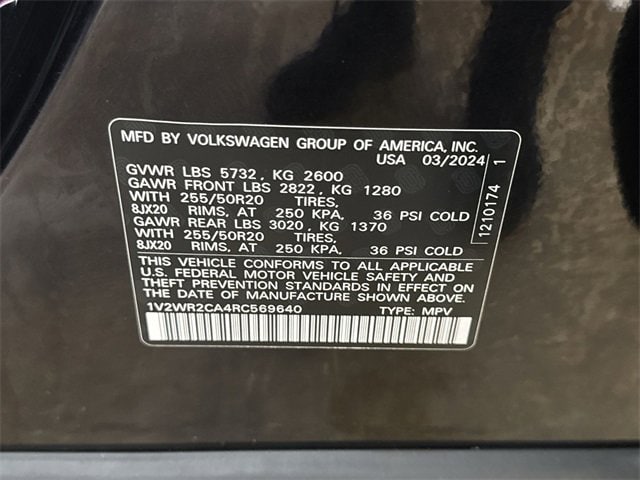 MFD BY VOLKSWAGEN GROUP OF AMERICA, INC.
USA 03/2024
GVWR LBS 5732, KG 2600
GAWR FRONT LBS 2822, KG 1280
WITH 255/50R20 TIRES,
8JX20 RIMS, AT 250 KPA, 36 PSI COLD
GAWR REAR LBS 3020, KG 1370
WITH 255/50R20 TIRES,
8JX20 RIMS, AT 250 KPA, 36 PSI COLD
THIS VEHICLE CONFORMS TO ALL APPLICABLE
U.S. FEDERAL MOTOR VEHICLE SAFETY AND
THEFT PREVENTION STANDARDS IN EFFECT ON
THE DATE OF MANUFACTURE SHOWN ABOVE.
1V2WR2CA4RC569640 TYPE: MPV
1210174 1